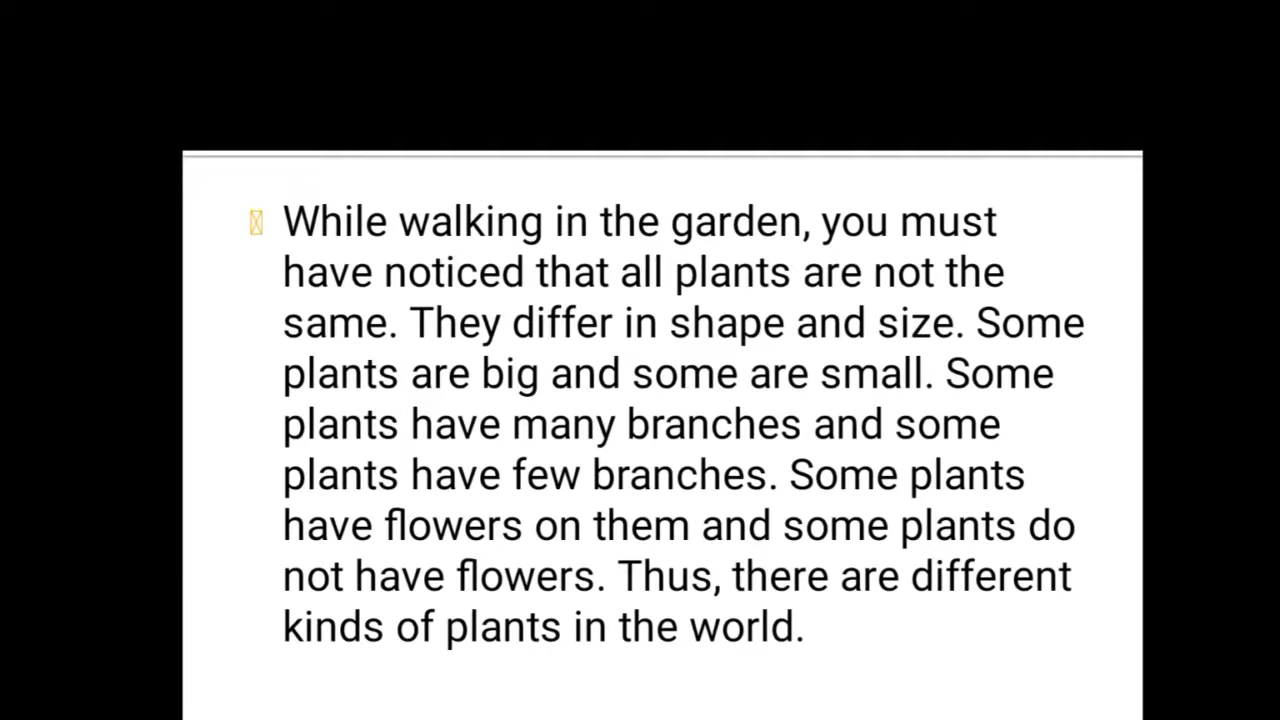 While walking in the garden, you must
have noticed that all plants are not the
same. They differ in shape and size. Some
plants are big and some are small. Some
plants have many branches and some
plants have few branches. Some plants
have flowers on them and some plants do
not have flowers. Thus, there are different
kinds of plants in the world.